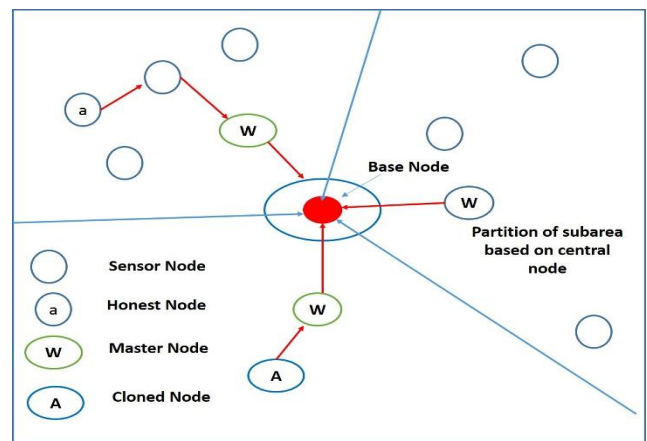 a
W
Base Node
W
Partition of subarea
based on central
node
W
A
Sensor Node
a
Honest Node
W
Master Node
A
Cloned Node